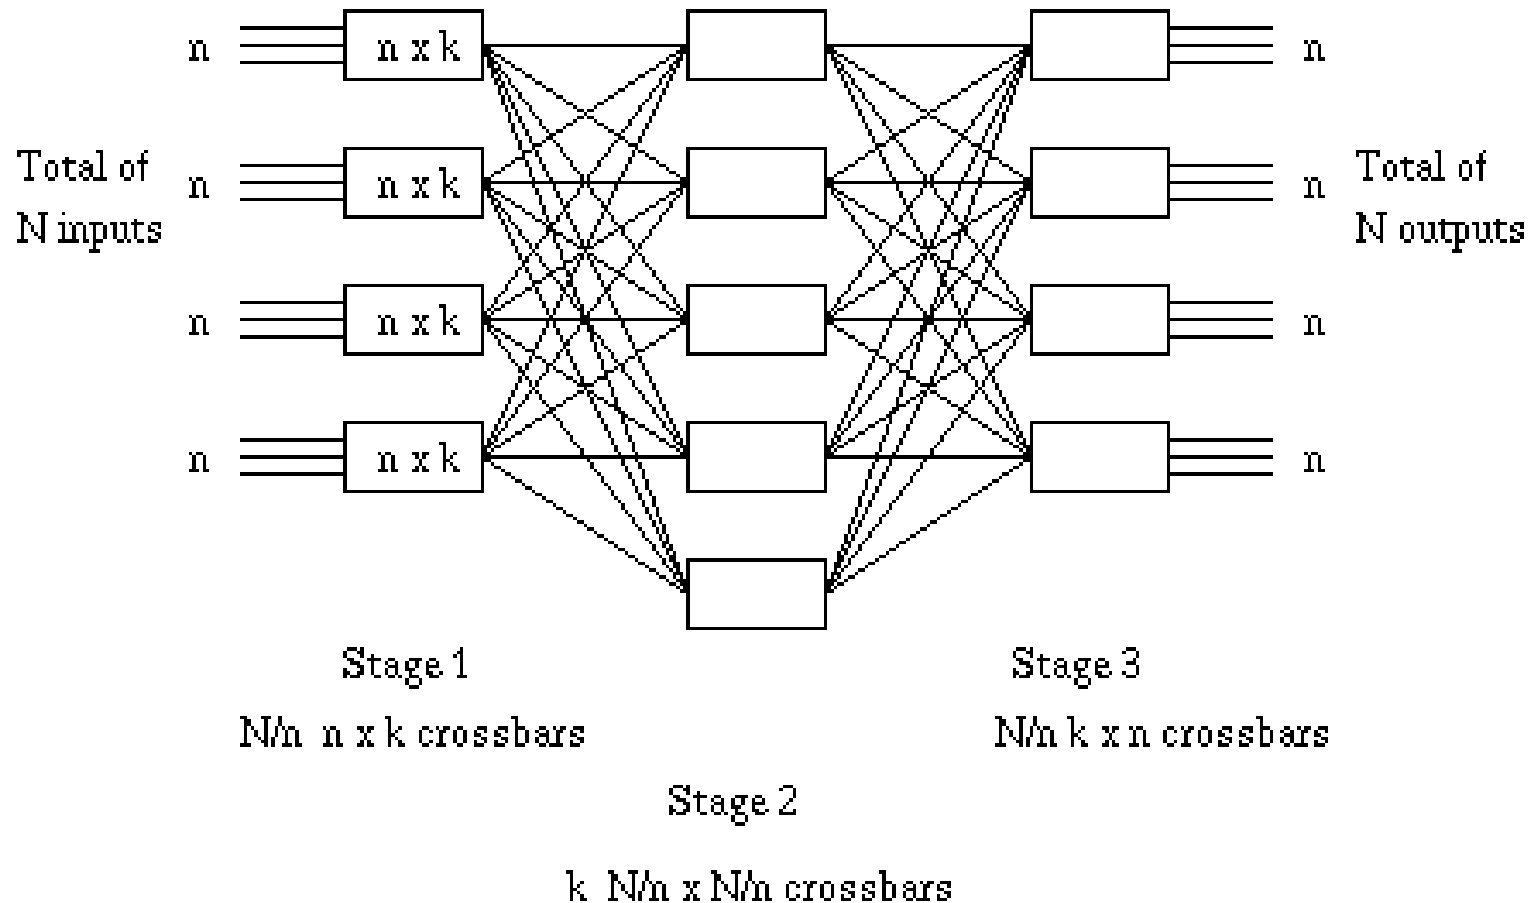 n
n x k
n
Total of
N inputs
n
n x k
n
Total of
N outputs
n
n x k
n
n
n x k
n
Stage 1
Stage 3
N/n n x k crossbars
N/n k x n crossbars
Stage 2
k N/n x N/n crossbars